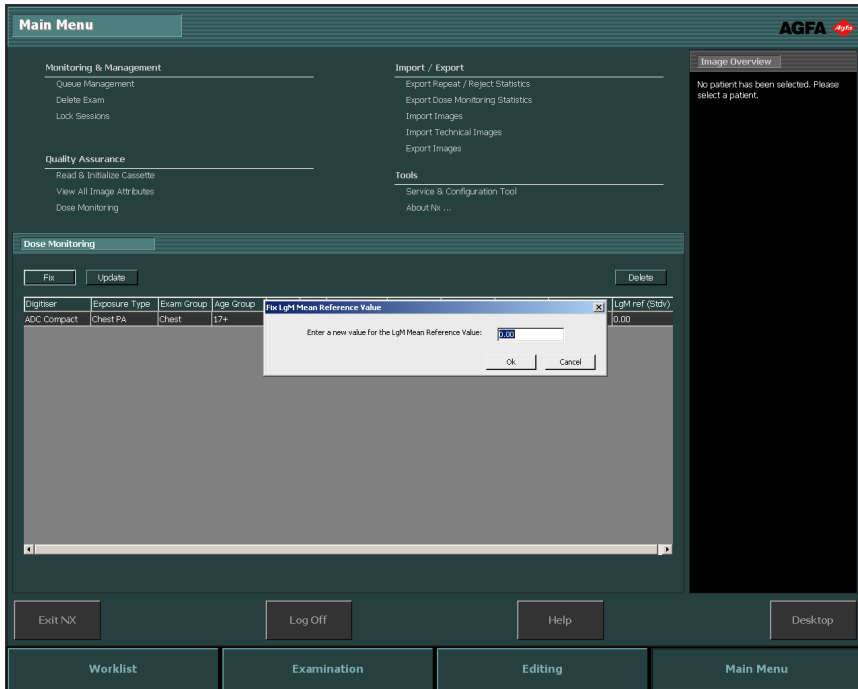 Main Menu
AGFA Agfa
Monitoring & Management
Queue Management
Delete Exam
Lock Sessions
Quality Assurance
Read & Initialize Cassette
View All Image Attributes
Dose Monitoring
Import / Export
Export Repeat / Reject Statistics
Export Dose Monitoring Statistics
Import Images
Import Technical Images
Export Images
Tools
Service & Configuration Tool
About Nx ...
Image Overview
No patient has been selected. Please
select a patient.
Dose Monitoring
Fix Update Delete
Digitiser Exposure Type Exam Group Age Group LgM ref (Stdv)
ADC Compact Chest PA Chest 17+ 0.00
Fix LgM Mean Reference Value
Enter a new value for the LgM Mean Reference Value: 0.00
Ok Cancel
Exit NX Log Off Help Desktop
Worklist Examination Editing Main Menu